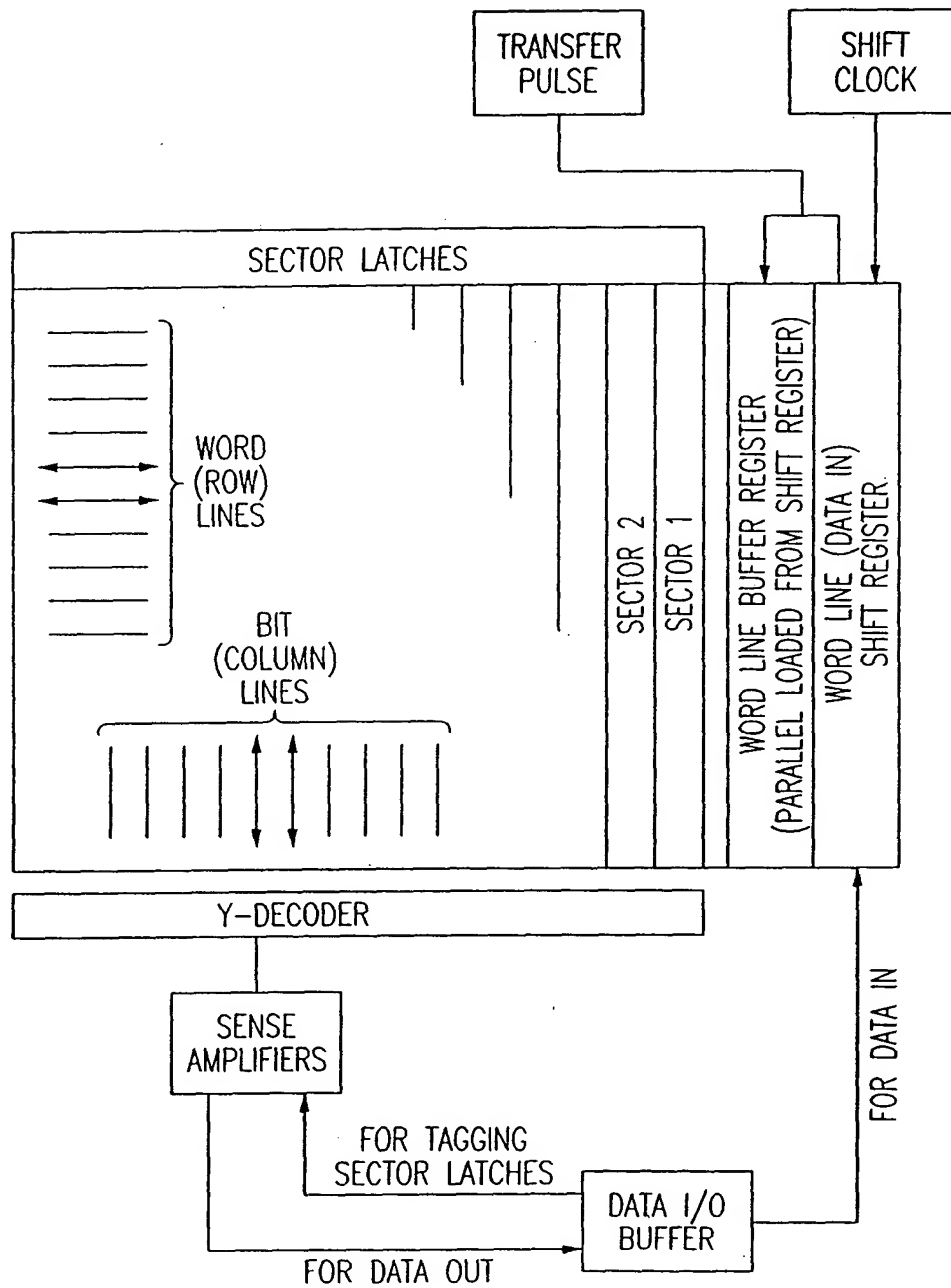 TRANSFER
PULSE
SHIFT
CLOCK
SECTOR LATCHES
WORD
(ROW)
LINES
BIT
(COLUMN)
LINES
SECTOR 2
SECTOR 1
WORD LINE BUFFER REGISTER
(PARALLEL LOADED FROM SHIFT REGISTER)
WORD LINE (DATA IN)
SHIFT REGISTER.
Y-DECODER
SENSE
AMPLIFIERS
FOR DATA IN
FOR TAGGING
SECTOR LATCHES
DATA I/O
BUFFER
FOR DATA OUT